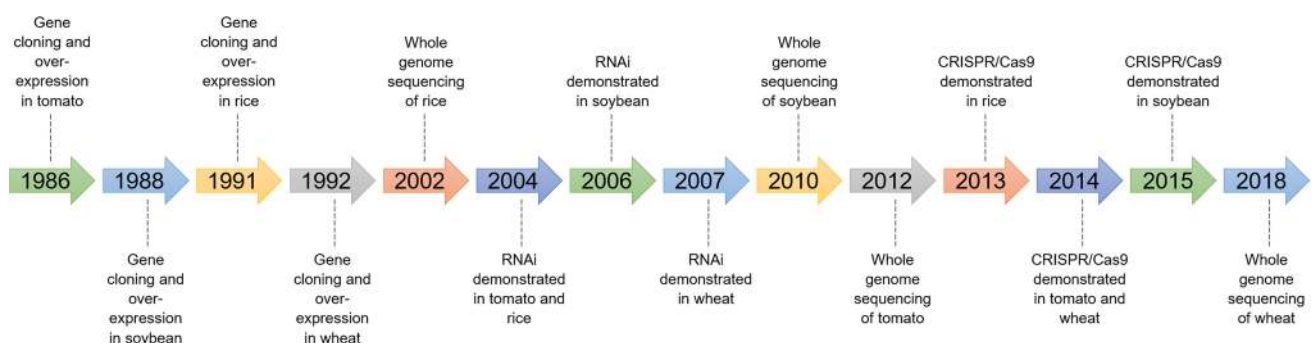 Gene
cloning and
over-
expression
in tomato
Gene
cloning and
over-
expression
in rice
Whole
genome
sequencing
of rice
RNAi
demonstrated
in soybean
Whole
genome
sequencing
of soybean
CRISPR/Cas9
demonstrated
in rice
CRISPR/Cas9
demonstrated
in soybean
1986
1988
1991
1992
2002
2004
2006
2007
2010
2012
2013
2014
2015
2018
Gene
cloning and
over-
expression
in soybean
Gene
cloning and
over-
expression
in wheat
RNAi
demonstrated
in tomato and
rice
RNAi
demonstrated
in wheat
Whole
genome
sequencing
of tomato
CRISPR/Cas9
demonstrated
in tomato and
wheat
Whole
genome
sequencing
of wheat